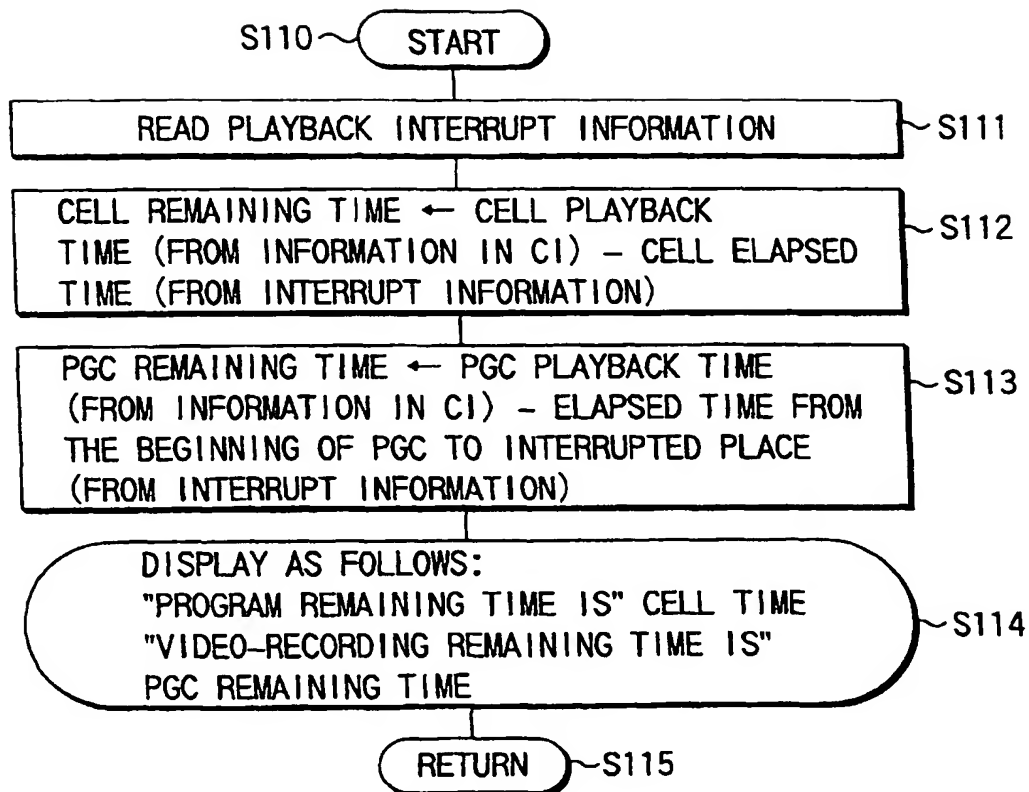 S110 START
READ PLAYBACK INTERRUPT INFORMATION S111
CELL REMAINING TIME ← CELL PLAYBACK
TIME (FROM INFORMATION IN CI) – CELL ELAPSED
TIME (FROM INTERRUPT INFORMATION)
S112
PGC REMAINING TIME ← PGC PLAYBACK TIME
(FROM INFORMATION IN CI) – ELAPSED TIME FROM
THE BEGINNING OF PGC TO INTERRUPTED PLACE
(FROM INTERRUPT INFORMATION)
S113
DISPLAY AS FOLLOWS:
"PROGRAM REMAINING TIME IS" CELL TIME
"VIDEO-RECORDING REMAINING TIME IS"
PGC REMAINING TIME
S114
RETURN S115